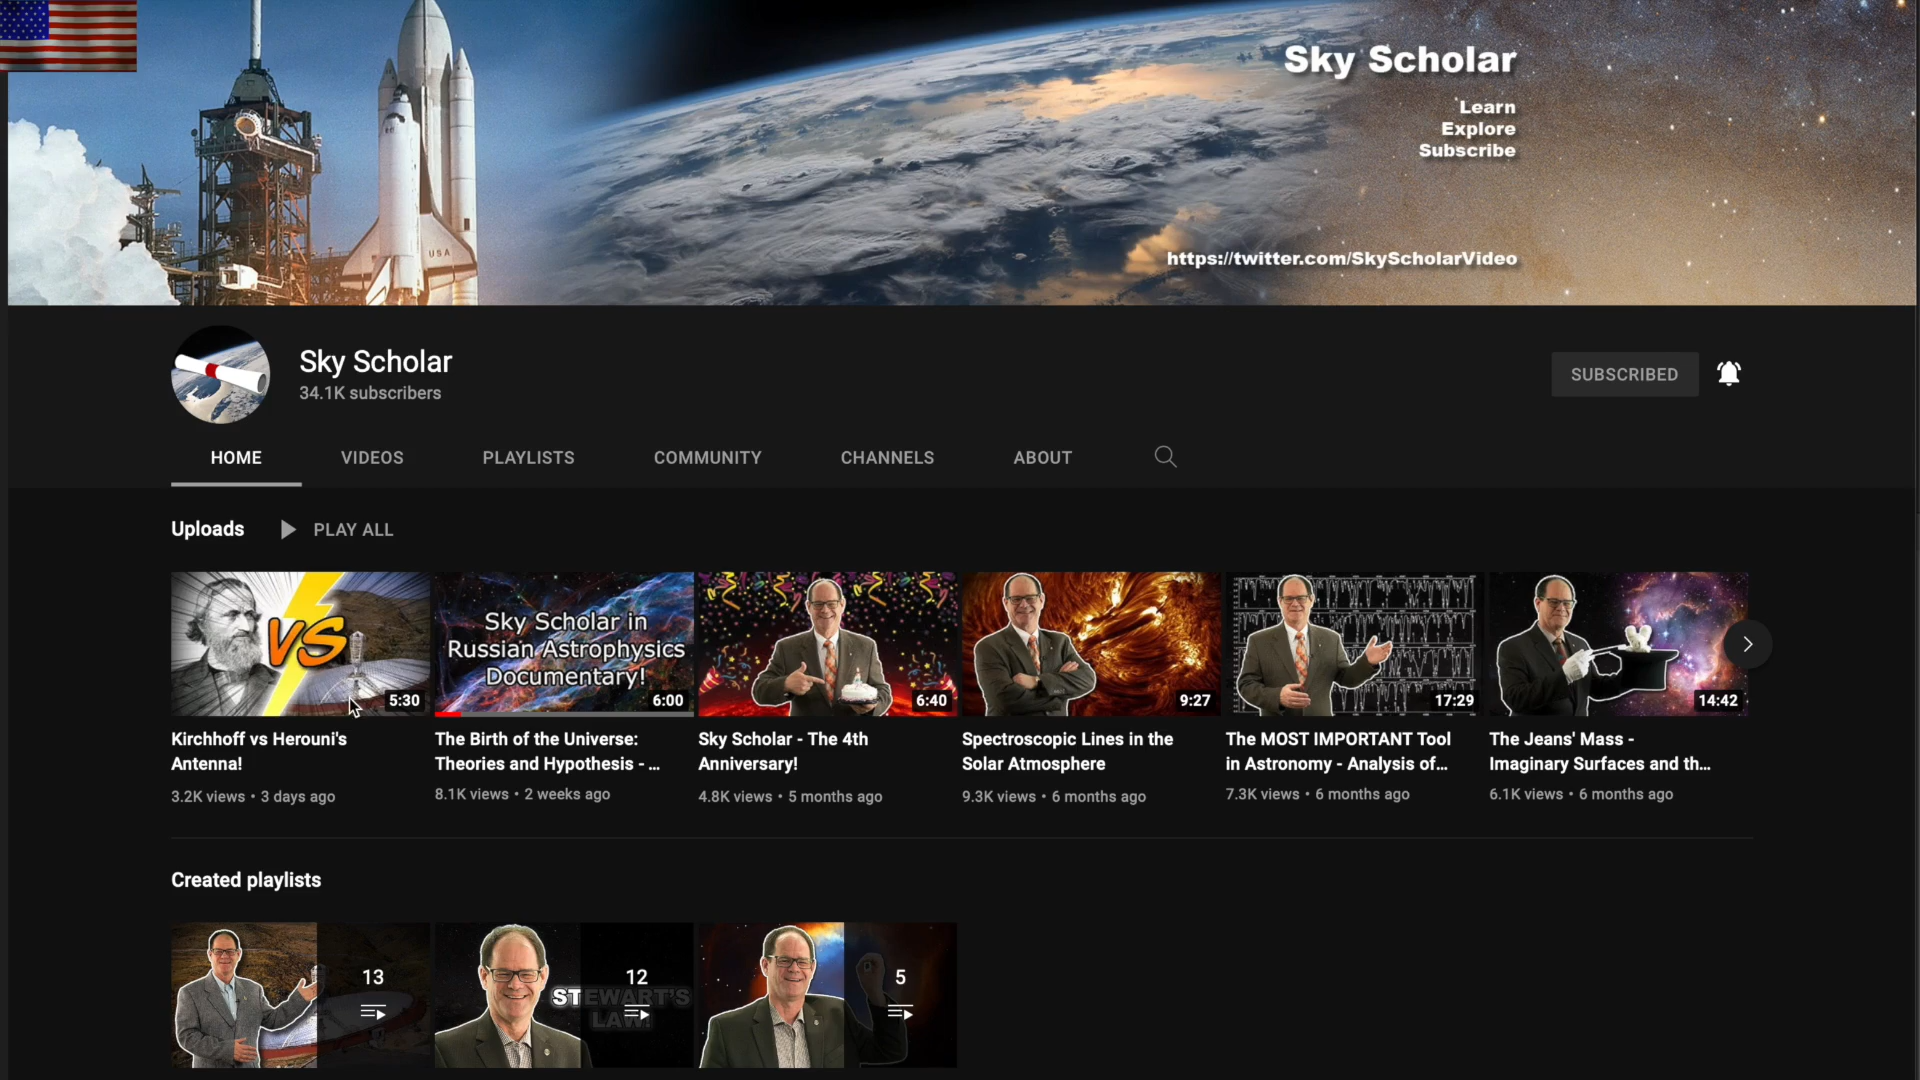 Sky Scholar
Learn
Explore
Subscribe
https://twitter.com/SkyScholarVideo
USA
Sky Scholar
34.1K subscribers
SUBSCRIBED
HOME VIDEOS PLAYLISTS COMMUNITY CHANNELS ABOUT
Uploads PLAY ALL
VS
5:30
Sky Scholar in
Russian Astrophysics
Documentary!
6:00
6:40
9:27
17:29
14:42
Kirchhoff vs Herouni's
Antenna!
3.2K views • 3 days ago
The Birth of the Universe:
Theories and Hypothesis - ...
8.1K views • 2 weeks ago
Sky Scholar - The 4th
Anniversary!
4.8K views • 5 months ago
Spectroscopic Lines in the
Solar Atmosphere
9.3K views • 6 months ago
The MOST IMPORTANT Tool
in Astronomy - Analysis of...
7.3K views • 6 months ago
The Jeans' Mass -
Imaginary Surfaces and th...
6.1K views • 6 months ago
Created playlists
13
12
STEWART'S
LAW!
5